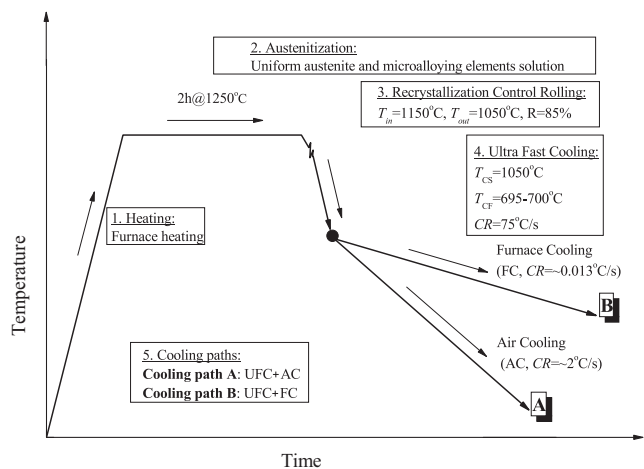 2. Austenitization:
Uniform austenite and microalloying elements solution
3. Recrystallization Control Rolling:
T_in=1150°C, T_out=1050°C, R=85%
2h@1250°C
4. Ultra Fast Cooling:
T_CS=1050°C
T_CF=695-700°C
CR=75°C/s
1. Heating:
Furnace heating
Furnace Cooling
(FC, CR=~0.013°C/s)
B
Air Cooling
(AC, CR=~2°C/s)
A
5. Cooling paths:
Cooling path A: UFC+AC
Cooling path B: UFC+FC
Temperature
Time